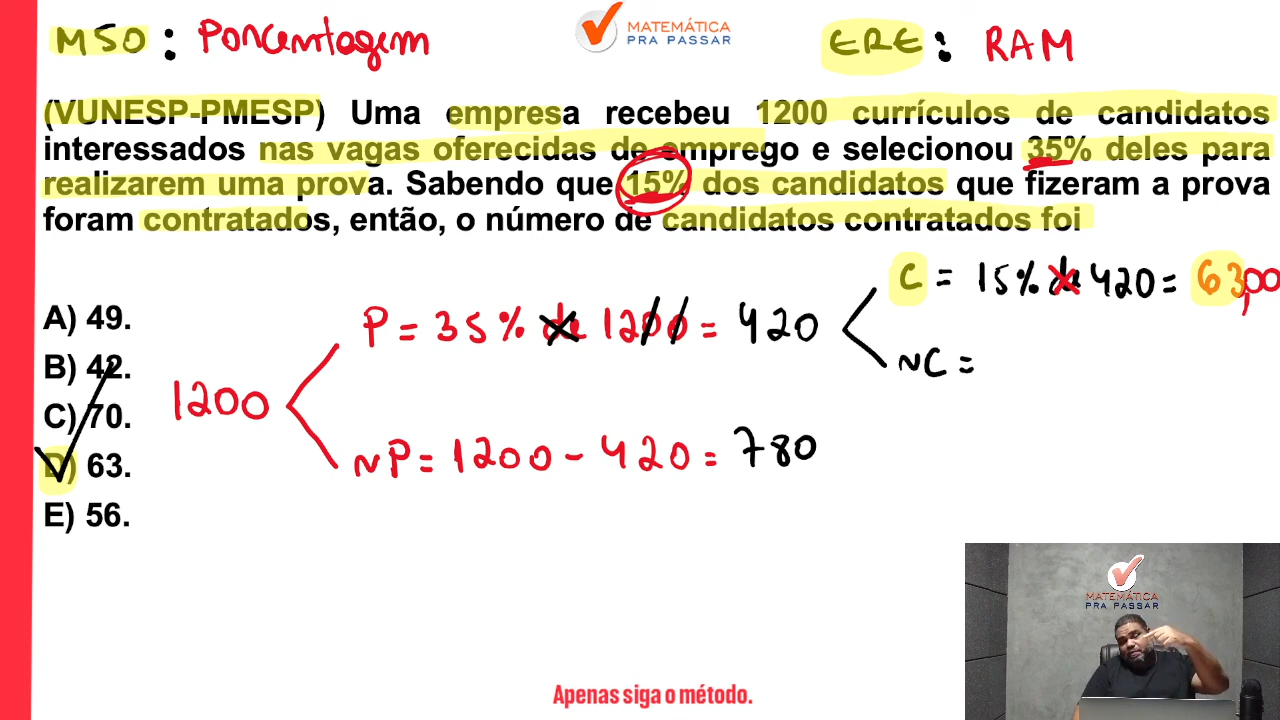 M50 : Porcentagem
MATEMÁTICA
PRA PASSAR
ERE : RAM
(VUNESP-PMESP) Uma empresa recebeu 1200 currículos de candidatos
interessados nas vagas oferecidas de emprego e selecionou 35% deles para
realizarem uma prova. Sabendo que 15% dos candidatos que fizeram a prova
foram contratados, então, o número de candidatos contratados foi
C = 15% de 420 = 63,00
A) 49.
P = 35% de 1200 = 420
B) 42.
NC =
C) 70.
1200
D) 63.
NP = 1200 - 420 = 780
E) 56.
MATEMÁTICA
PRA PASSAR
Apenas siga o método.